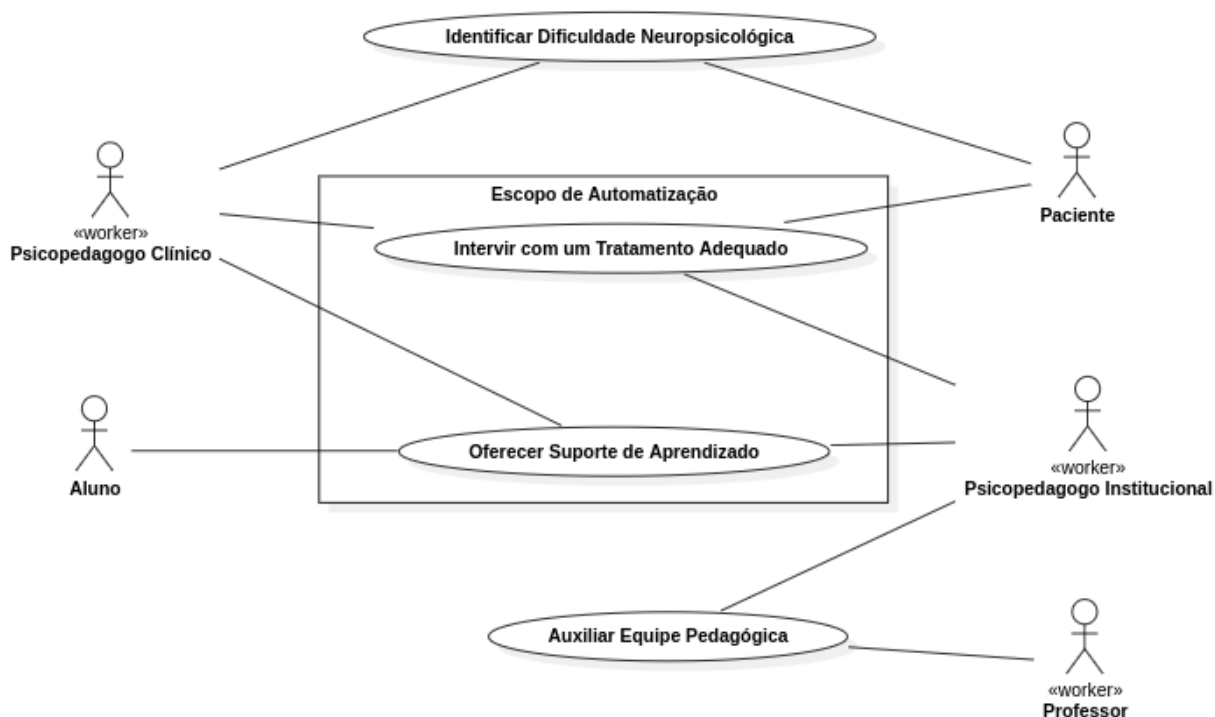 Identificar Dificuldade Neuropsicológica
Escopo de Automatização
Paciente
«worker»
Psicopedagogo Clínico
Intervir com um Tratamento Adequado
Oferecer Suporte de Aprendizado
Aluno
«worker»
Psicopedagogo Institucional
Auxiliar Equipe Pedagógica
«worker»
Professor